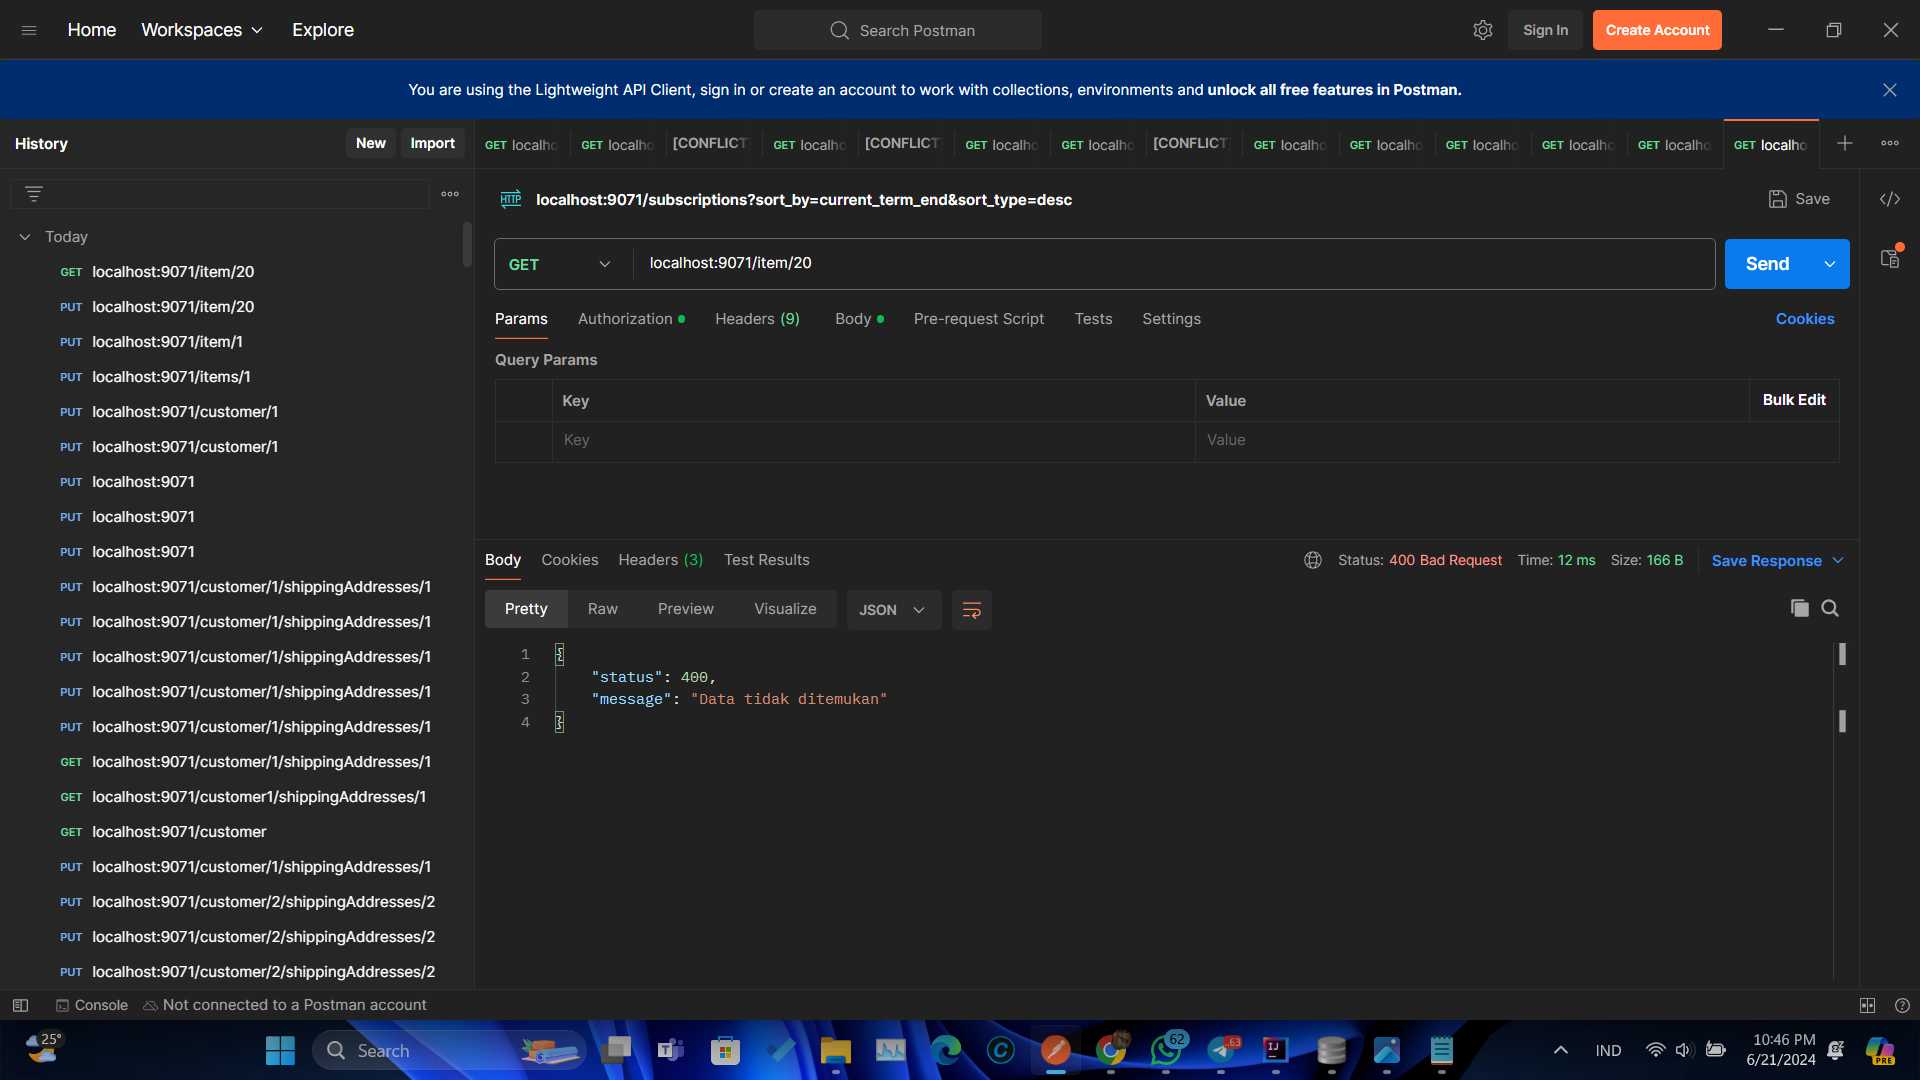 Home Workspaces Explore Search Postman Sign In Create Account
You are using the Lightweight API Client, sign in or create an account to work with collections, environments and unlock all free features in Postman.
History New Import
GET localho GET localho [CONFLICT] GET localho [CONFLICT] GET localho GET localho [CONFLICT] GET localho GET localho GET localho GET localho GET localho GET localho
HTTP localhost:9071/subscriptions?sort_by=current_term_end&sort_type=desc Save
GET localhost:9071/item/20 Send
Params Authorization Headers (9) Body Pre-request Script Tests Settings Cookies
Query Params
Key Value Bulk Edit
Key Value
Today
GET localhost:9071/item/20
PUT localhost:9071/item/20
PUT localhost:9071/item/1
PUT localhost:9071/items/1
PUT localhost:9071/customer/1
PUT localhost:9071/customer/1
PUT localhost:9071
PUT localhost:9071
PUT localhost:9071
PUT localhost:9071/customer/1/shippingAddresses/1
PUT localhost:9071/customer/1/shippingAddresses/1
PUT localhost:9071/customer/1/shippingAddresses/1
PUT localhost:9071/customer/1/shippingAddresses/1
PUT localhost:9071/customer/1/shippingAddresses/1
GET localhost:9071/customer/1/shippingAddresses/1
GET localhost:9071/customer1/shippingAddresses/1
GET localhost:9071/customer
PUT localhost:9071/customer/1/shippingAddresses/1
PUT localhost:9071/customer/2/shippingAddresses/2
PUT localhost:9071/customer/2/shippingAddresses/2
PUT localhost:9071/customer/2/shippingAddresses/2
Body Cookies Headers (3) Test Results Status: 400 Bad Request Time: 12 ms Size: 166 B Save Response
Pretty Raw Preview Visualize JSON
1 {
2 "status": 400,
3 "message": "Data tidak ditemukan"
4 }
Console Not connected to a Postman account
25° Search 62 63 IJ IND 10:46 PM
6/21/2024 PRE